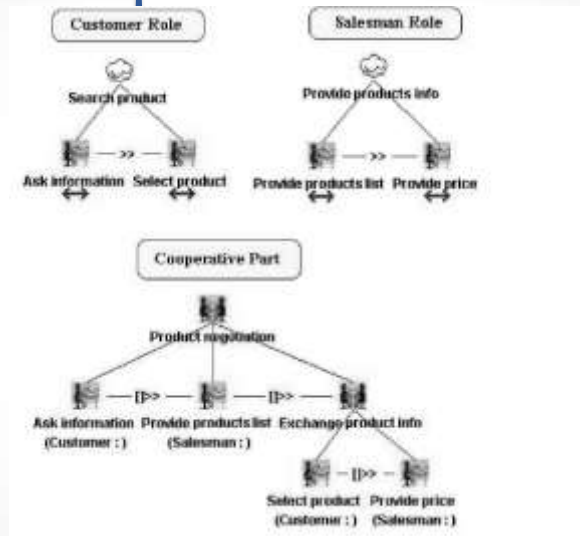 Customer Role
Salesman Role
Search product
Provide products info
>>
>>
Ask information Select product
Provide products list Provide price
Cooperative Part
Product negotiation
[]>> []>>
Ask information Provide products list Exchange product info
(Customer : ) (Salesman : )
[]>>
Select product Provide price
(Customer : ) (Salesman : )